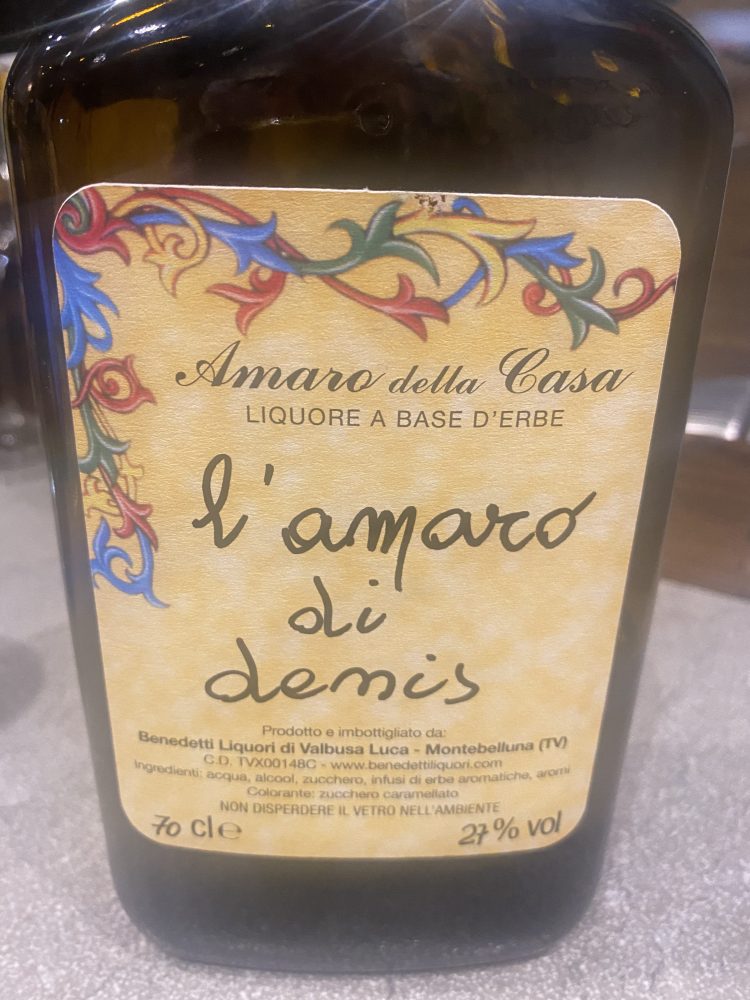 Amaro della Casa
LIQUORE A BASE D'ERBE
l'amaro
di
denis
Prodotto e imbottigliato da:
Benedetti Liquori di Valbusa Luca - Montebelluna (TV)
C.D. TVX00148C - www.benedettiliquori.com
Ingredienti: acqua, alcool, zucchero, infusi di erbe aromatiche, aromi
Colorante: zucchero caramellato
NON DISPERDERE IL VETRO NELL'AMBIENTE
70 cl ℮ 27% vol